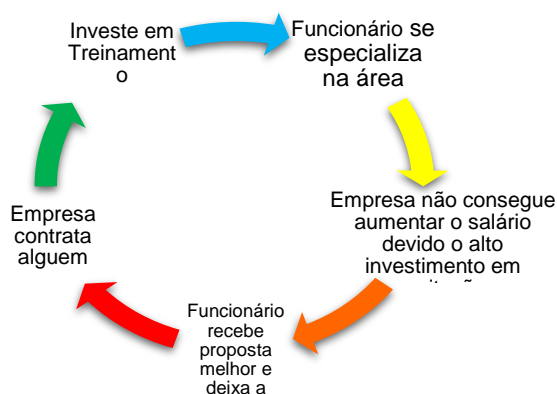 Investe em
Treinament
o
Funcionário se
especializa
na área
Empresa não consegue
aumentar o salário
devido o alto
investimento em
Funcionário
recebe
proposta
melhor e
deixa a
Empresa
contrata
alguem